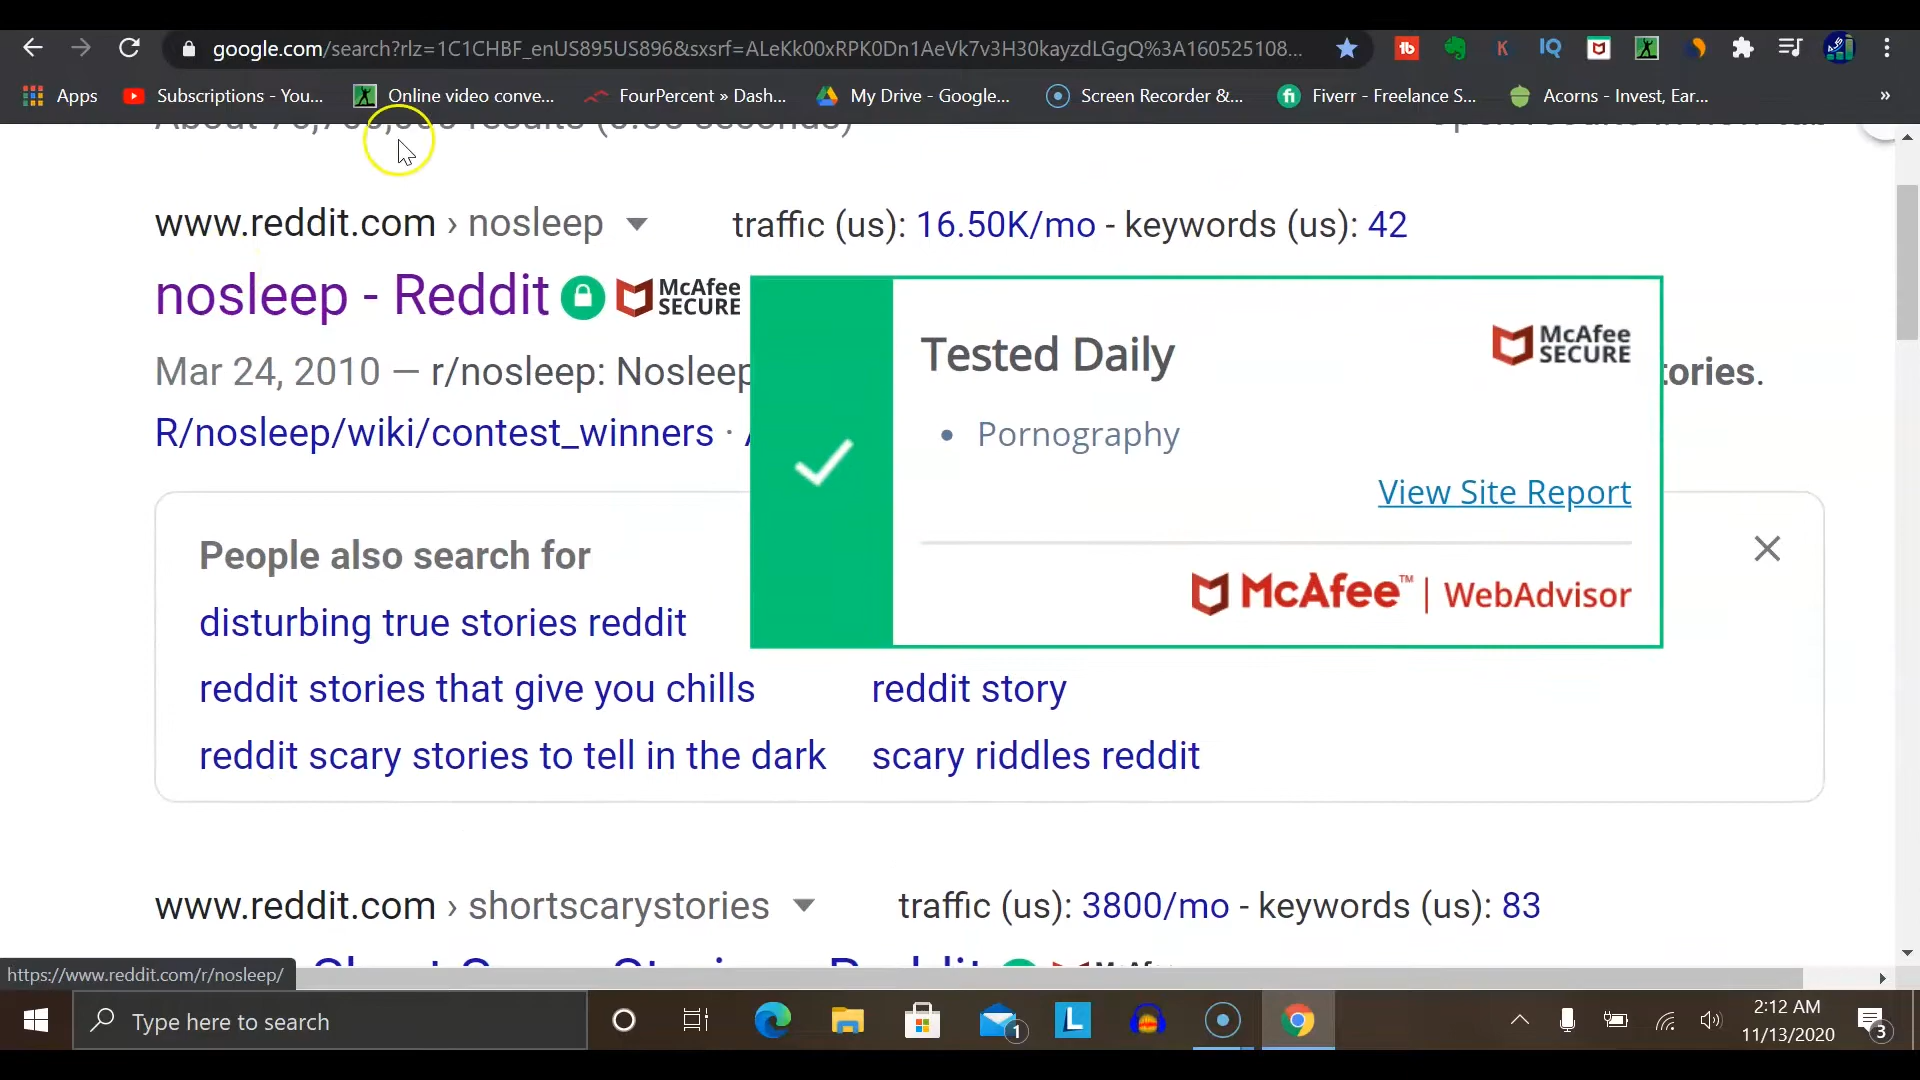 google.com/search?rlz=1C1CHBF_enUS895US896&sxsrf=ALeKk00xRPK0Dn1AeVk7v3H30kayzdLGgQ%3A160525108...
Apps Subscriptions - You... Online video conve... FourPercent » Dash... My Drive - Google... Screen Recorder &... Fiverr - Freelance S... Acorns - Invest, Ear... »
www.reddit.com › nosleep traffic (us): 16.50K/mo - keywords (us): 42
nosleep - Reddit McAfee SECURE
Mar 24, 2010 — r/nosleep: Nosleep tories.
R/nosleep/wiki/contest_winners ·
Tested Daily
McAfee SECURE
• Pornography
View Site Report
McAfee™ | WebAdvisor
People also search for
disturbing true stories reddit
reddit stories that give you chills reddit story
reddit scary stories to tell in the dark scary riddles reddit
www.reddit.com › shortscarystories traffic (us): 3800/mo - keywords (us): 83
https://www.reddit.com/r/nosleep/
Type here to search
1
2:12 AM
11/13/2020
3